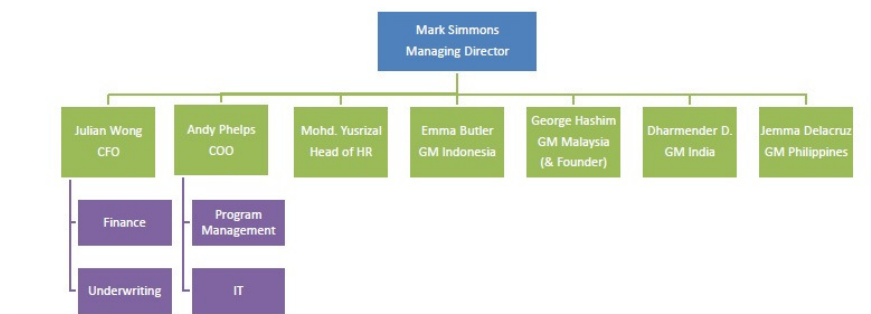 Mark Simmons
Managing Director
Julian Wong
CFO
Andy Phelps
COO
Mohd. Yusrizal
Head of HR
Emma Butler
GM Indonesia
George Hashim
GM Malaysia
(& Founder)
Dharmender D.
GM India
Jemma Delacruz
GM Philippines
Finance
Program
Management
Underwriting
IT